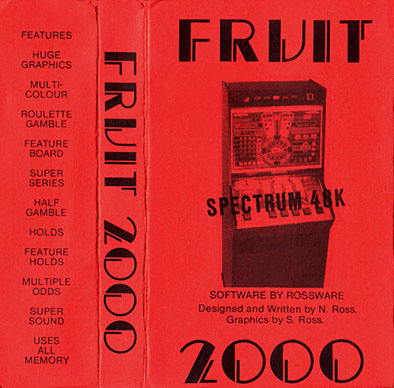 FEATURES
HUGE
GRAPHICS
MULTI-
COLOUR
ROULETTE
GAMBLE
FEATURE
BOARD
SUPER
SERIES
HALF
GAMBLE
HOLDS
FEATURE
HOLDS
MULTIPLE
ODDS
SUPER
SOUND
USES
ALL
MEMORY
FRUIT 2000
FRUIT
SPECTRUM 48K
SOFTWARE BY ROSSWARE
Designed and Written by N. Ross.
Graphics by S. Ross.
2000